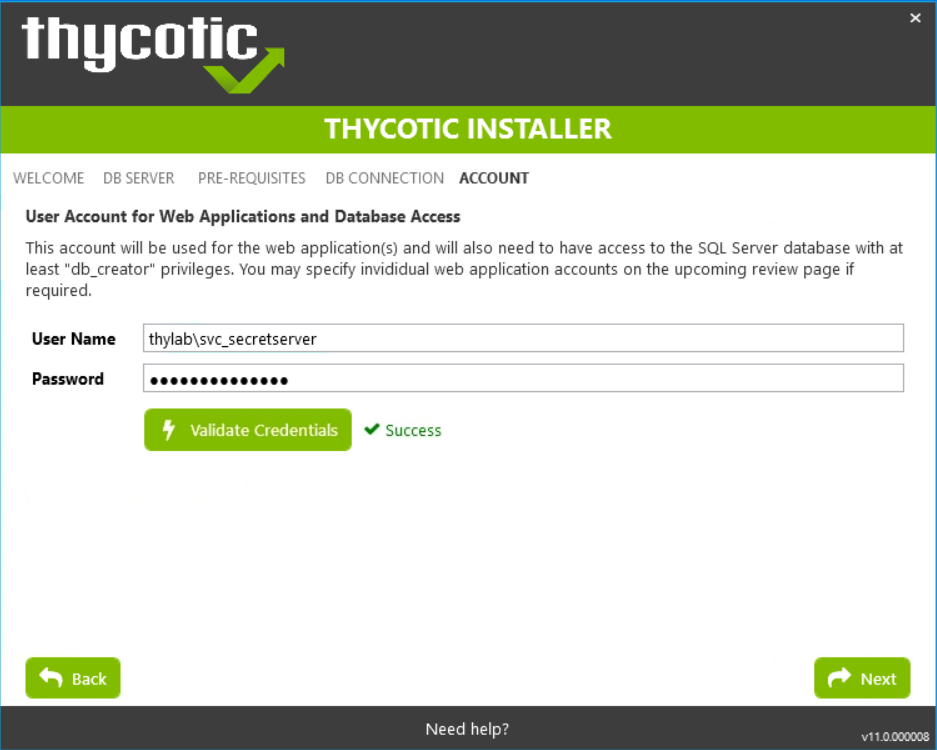 thycotic
THYCOTIC INSTALLER
WELCOME DB SERVER PRE-REQUISITES DB CONNECTION ACCOUNT
User Account for Web Applications and Database Access
This account will be used for the web application(s) and will also need to have access to the SQL Server database with at
least "db_creator" privileges. You may specify invididual web application accounts on the upcoming review page if
required.
User Name thylab\svc_secretserver
Password ●●●●●●●●●●●●●●
Validate Credentials Success
Back Next
Need help?
v11.0.000008